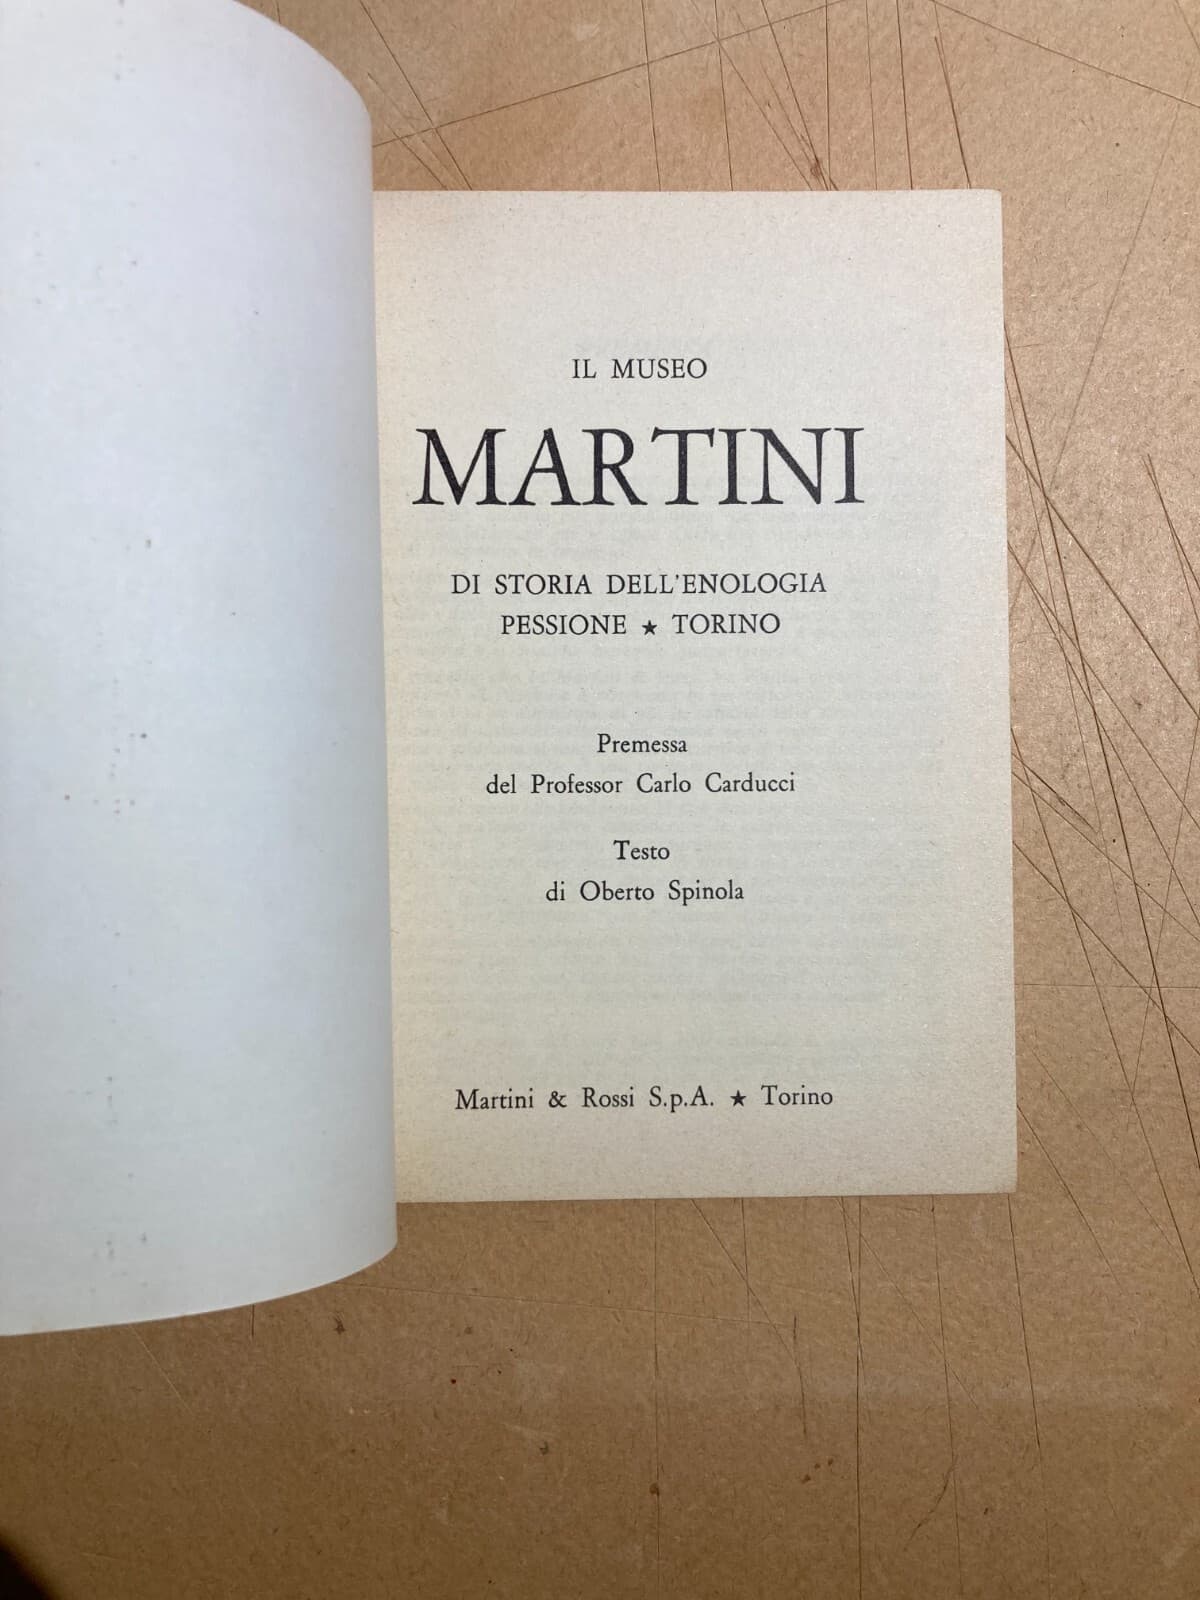 IL MUSEO
MARTINI
DI STORIA DELL'ENOLOGIA
PESSIONE ★ TORINO
Premessa
del Professor Carlo Carducci
Testo
di Oberto Spinola
Martini & Rossi S.p.A. ★ Torino